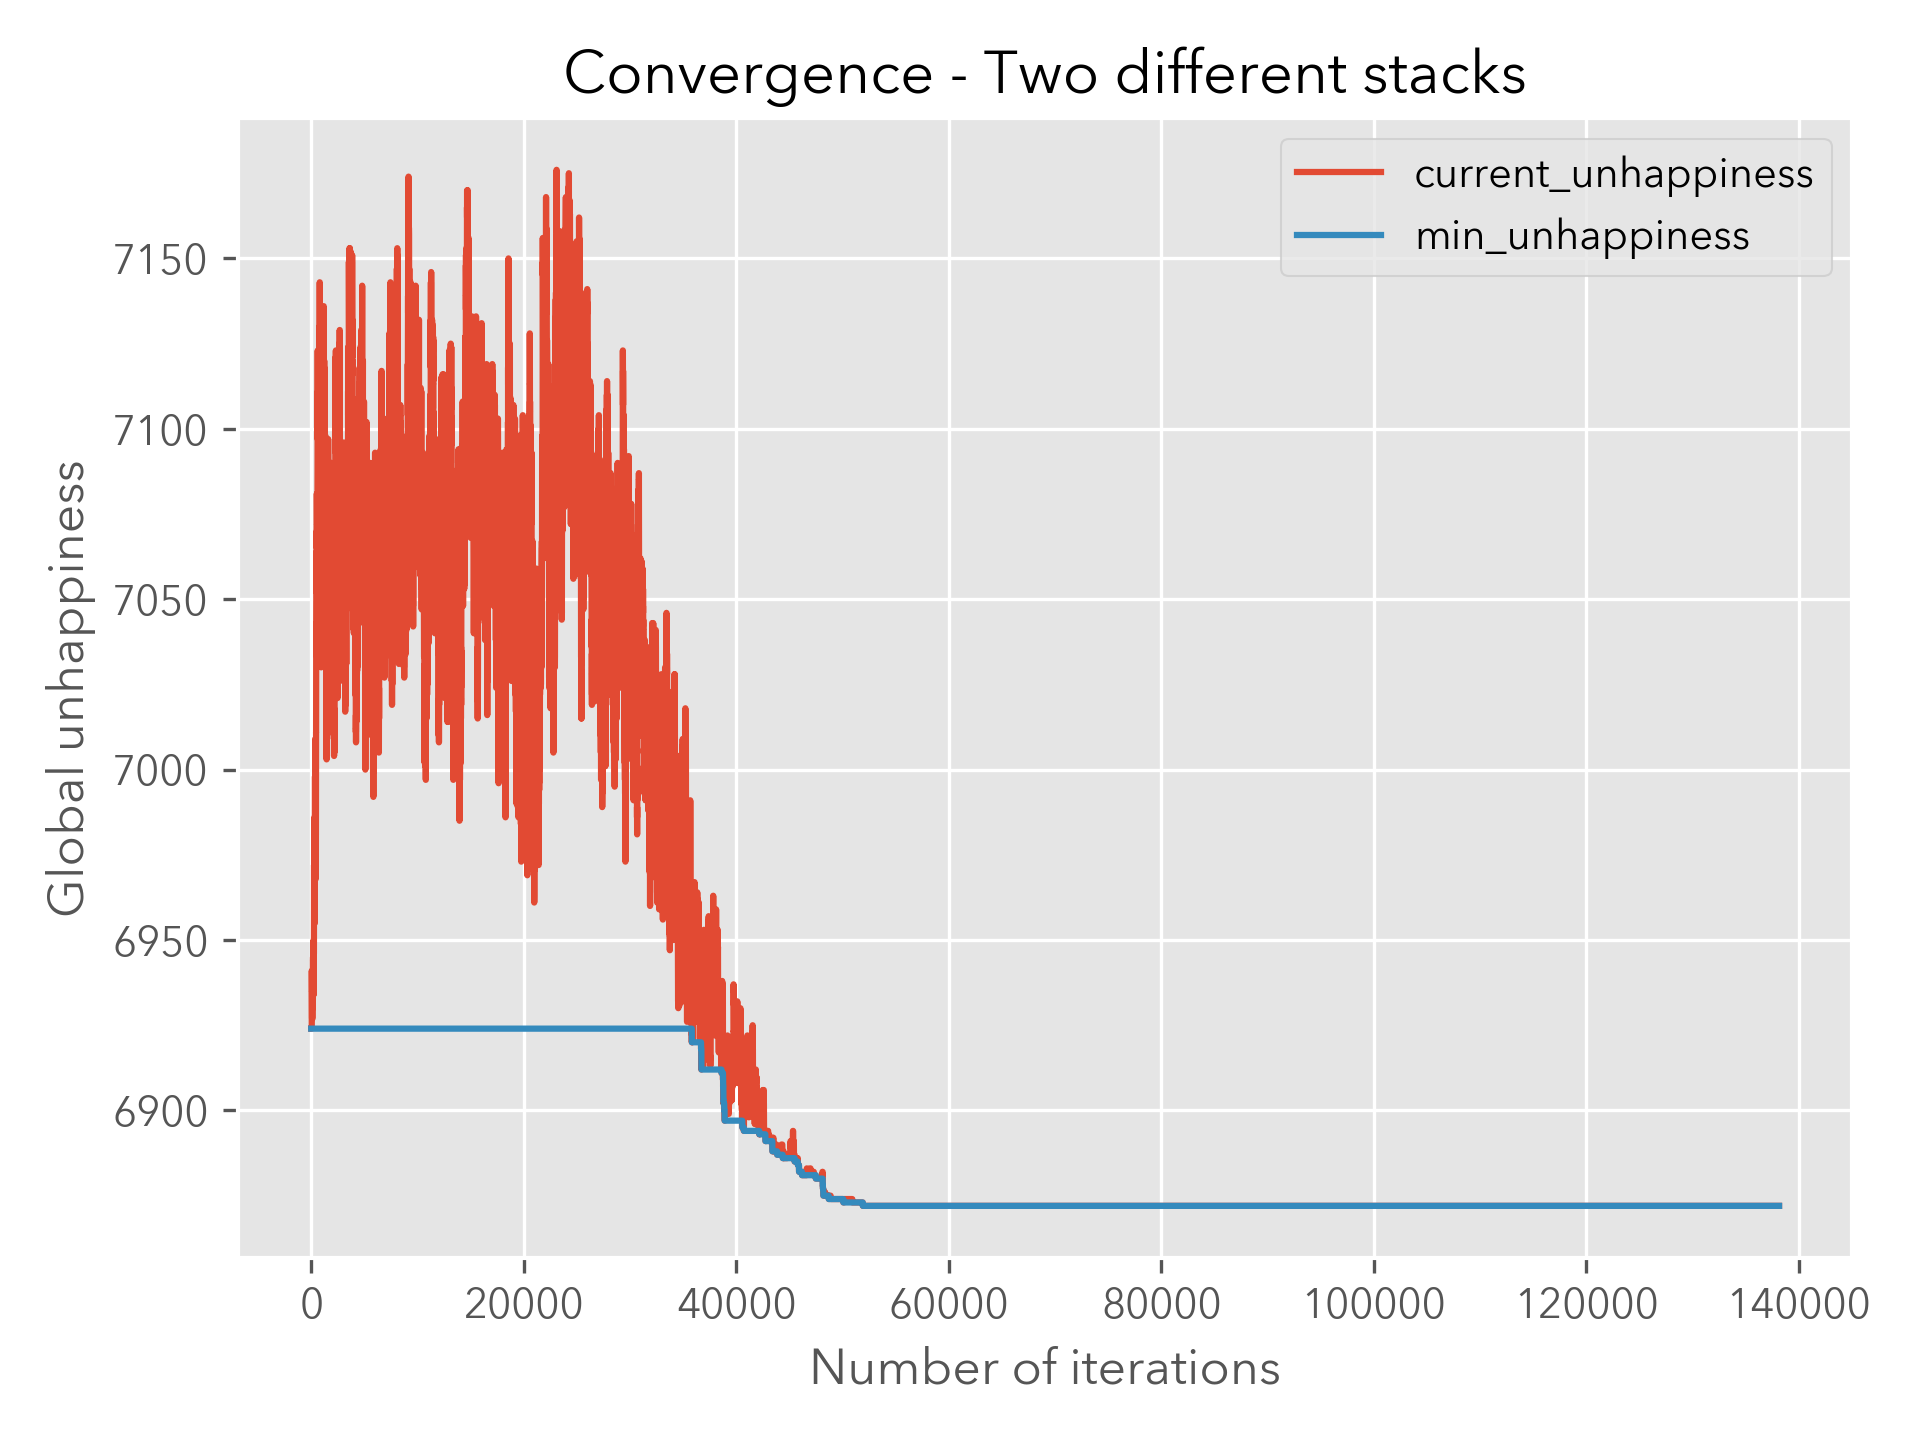 Convergence - Two different stacks
current_unhappiness
min_unhappiness
Global unhappiness
7150
7100
7050
7000
6950
6900
0 20000 40000 60000 80000 100000 120000 140000
Number of iterations